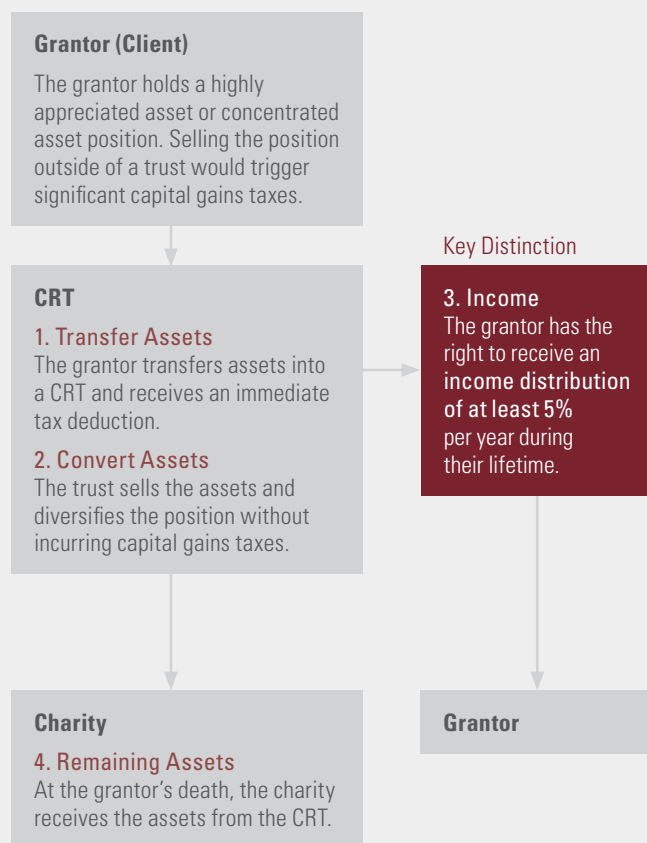 Grantor (Client)
The grantor holds a highly
appreciated asset or concentrated
asset position. Selling the position
outside of a trust would trigger
significant capital gains taxes.
CRT
1. Transfer Assets
The grantor transfers assets into
a CRT and receives an immediate
tax deduction.
2. Convert Assets
The trust sells the assets and
diversifies the position without
incurring capital gains taxes.
Key Distinction
3. Income
The grantor has the
right to receive an
income distribution
of at least 5%
per year during
their lifetime.
Charity
4. Remaining Assets
At the grantor’s death, the charity
receives the assets from the CRT.
Grantor